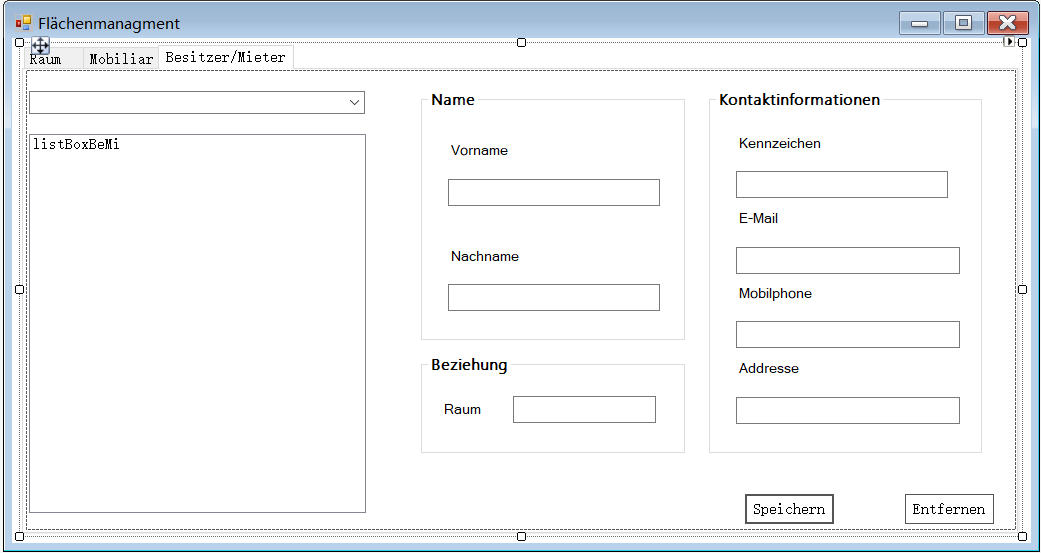 Flächenmanagment
Raum Mobiliar Besitzer/Mieter
listBoxBeMi
Name
Vorname
Nachname
Beziehung
Raum
Kontaktinformationen
Kennzeichen
E-Mail
Mobilphone
Addresse
Speichern Entfernen